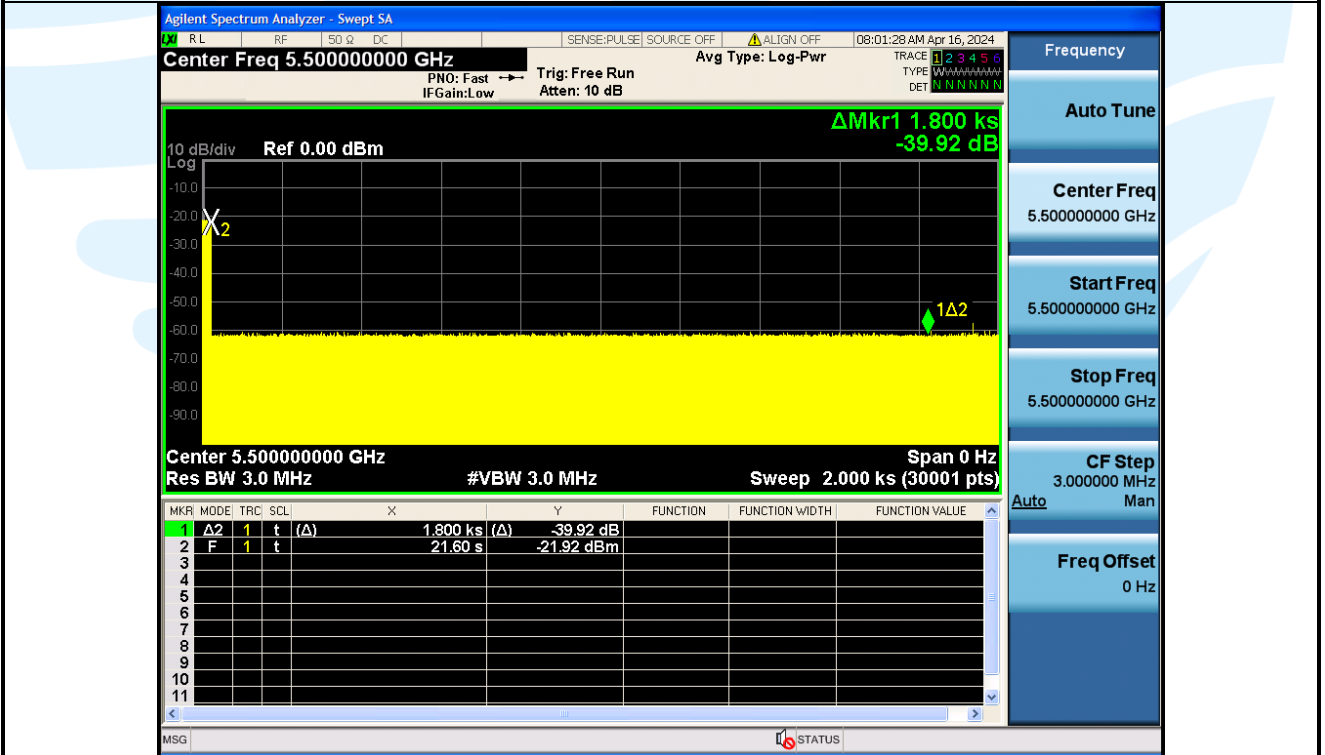 Agilent Spectrum Analyzer - Swept SA
LXI RL RF 50 Ω DC SENSE:PULSE SOURCE OFF ALIGN OFF 08:01:28 AM Apr 16, 2024
Center Freq 5.500000000 GHz Avg Type: Log-Pwr TRACE 1 2 3 4 5 6
PNO: Fast Trig: Free Run TYPE WWWWWW
IFGain:Low Atten: 10 dB DET N N N N N N
ΔMkr1 1.800 ks
-39.92 dB
10 dB/div Ref 0.00 dBm
Log
-10.0
-20.0
2
-30.0
-40.0
-50.0
1Δ2
-60.0
-70.0
-80.0
-90.0
Center 5.500000000 GHz Span 0 Hz
Res BW 3.0 MHz #VBW 3.0 MHz Sweep 2.000 ks (30001 pts)
MKR MODE TRC SCL X Y FUNCTION FUNCTION WIDTH FUNCTION VALUE
1 Δ2 1 t (Δ) 1.800 ks (Δ) -39.92 dB
2 F 1 t 21.60 s -21.92 dBm
3
4
5
6
7
8
9
10
11
MSG STATUS
Frequency
Auto Tune
Center Freq
5.500000000 GHz
Start Freq
5.500000000 GHz
Stop Freq
5.500000000 GHz
CF Step
3.000000 MHz
Auto Man
Freq Offset
0 Hz